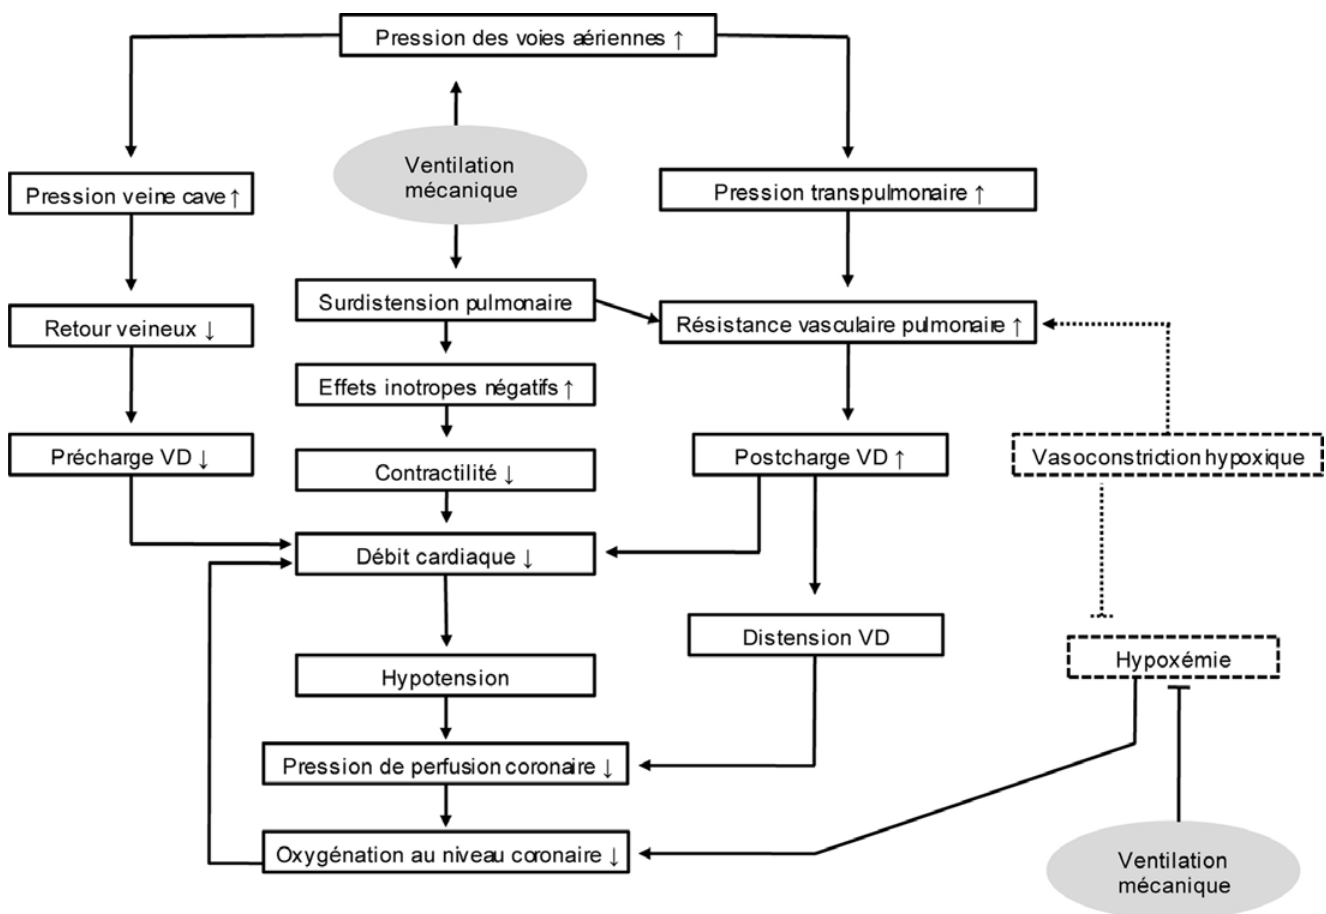 Pression des voies aériennes ↑
Ventilation
mécanique
Pression veine cave ↑
Pression transpulmonaire ↑
Surdistension pulmonaire
Retour veineux ↓
Résistance vasculaire pulmonaire ↑
Effets inotropes négatifs ↑
Précharge VD ↓
Postcharge VD ↑
Vasoconstriction hypoxique
Contractilité ↓
Débit cardiaque ↓
Distension VD
Hypoxémie
Hypotension
Pression de perfusion coronaire ↓
Oxygénation au niveau coronaire ↓
Ventilation
mécanique